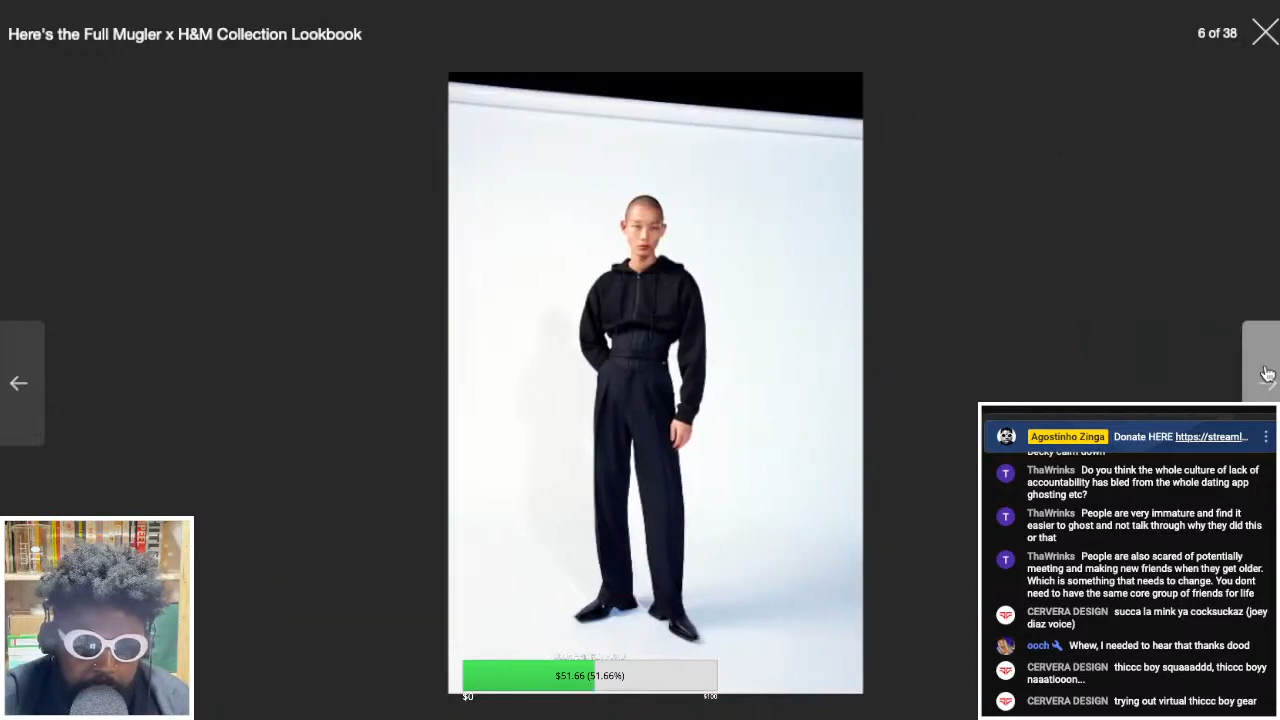 Here's the Full Mugler x H&M Collection Lookbook
6 of 38
Agostinho Zinga Donate HERE https://streaml...
Becky calm down
ThaWrinks Do you think the whole culture of lack of
accountability has bled from the whole dating app
ghosting etc?
ThaWrinks People are very immature and find it
easier to ghost and not talk through why they did this
or that
ThaWrinks People are also scared of potentially
meeting and making new friends when they get older.
Which is something that needs to change. You dont
need to have the same core group of friends for life
CERVERA DESIGN succa la mink ya cocksuckaz (joey
diaz voice)
ooch Whew, I needed to hear that thanks dood
CERVERA DESIGN thiccc boy squaaaddd, thiccc boyy
naaatiooon...
CERVERA DESIGN trying out virtual thiccc boy gear
$51.66 (51.66%)
$0
$100